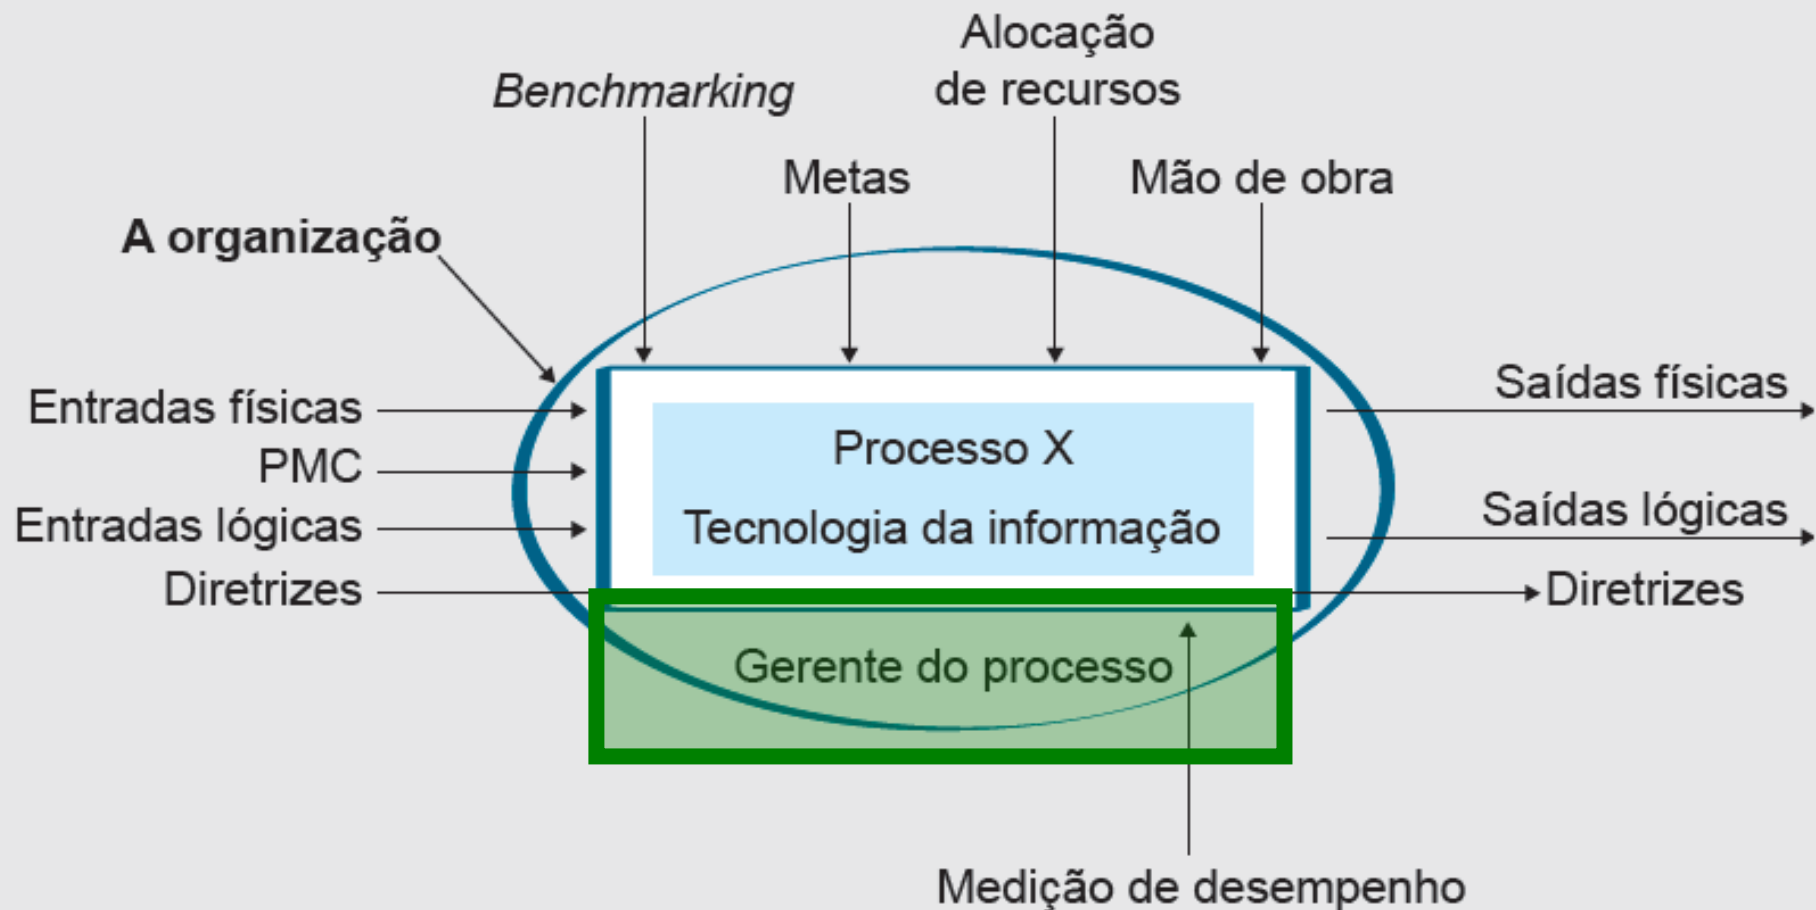 Alocação
de recursos
Benchmarking
Metas
Mão de obra
A organização
Entradas físicas
PMC
Entradas lógicas
Diretrizes
Processo X
Tecnologia da informação
Saídas físicas
Saídas lógicas
Diretrizes
Gerente do processo
Medição de desempenho